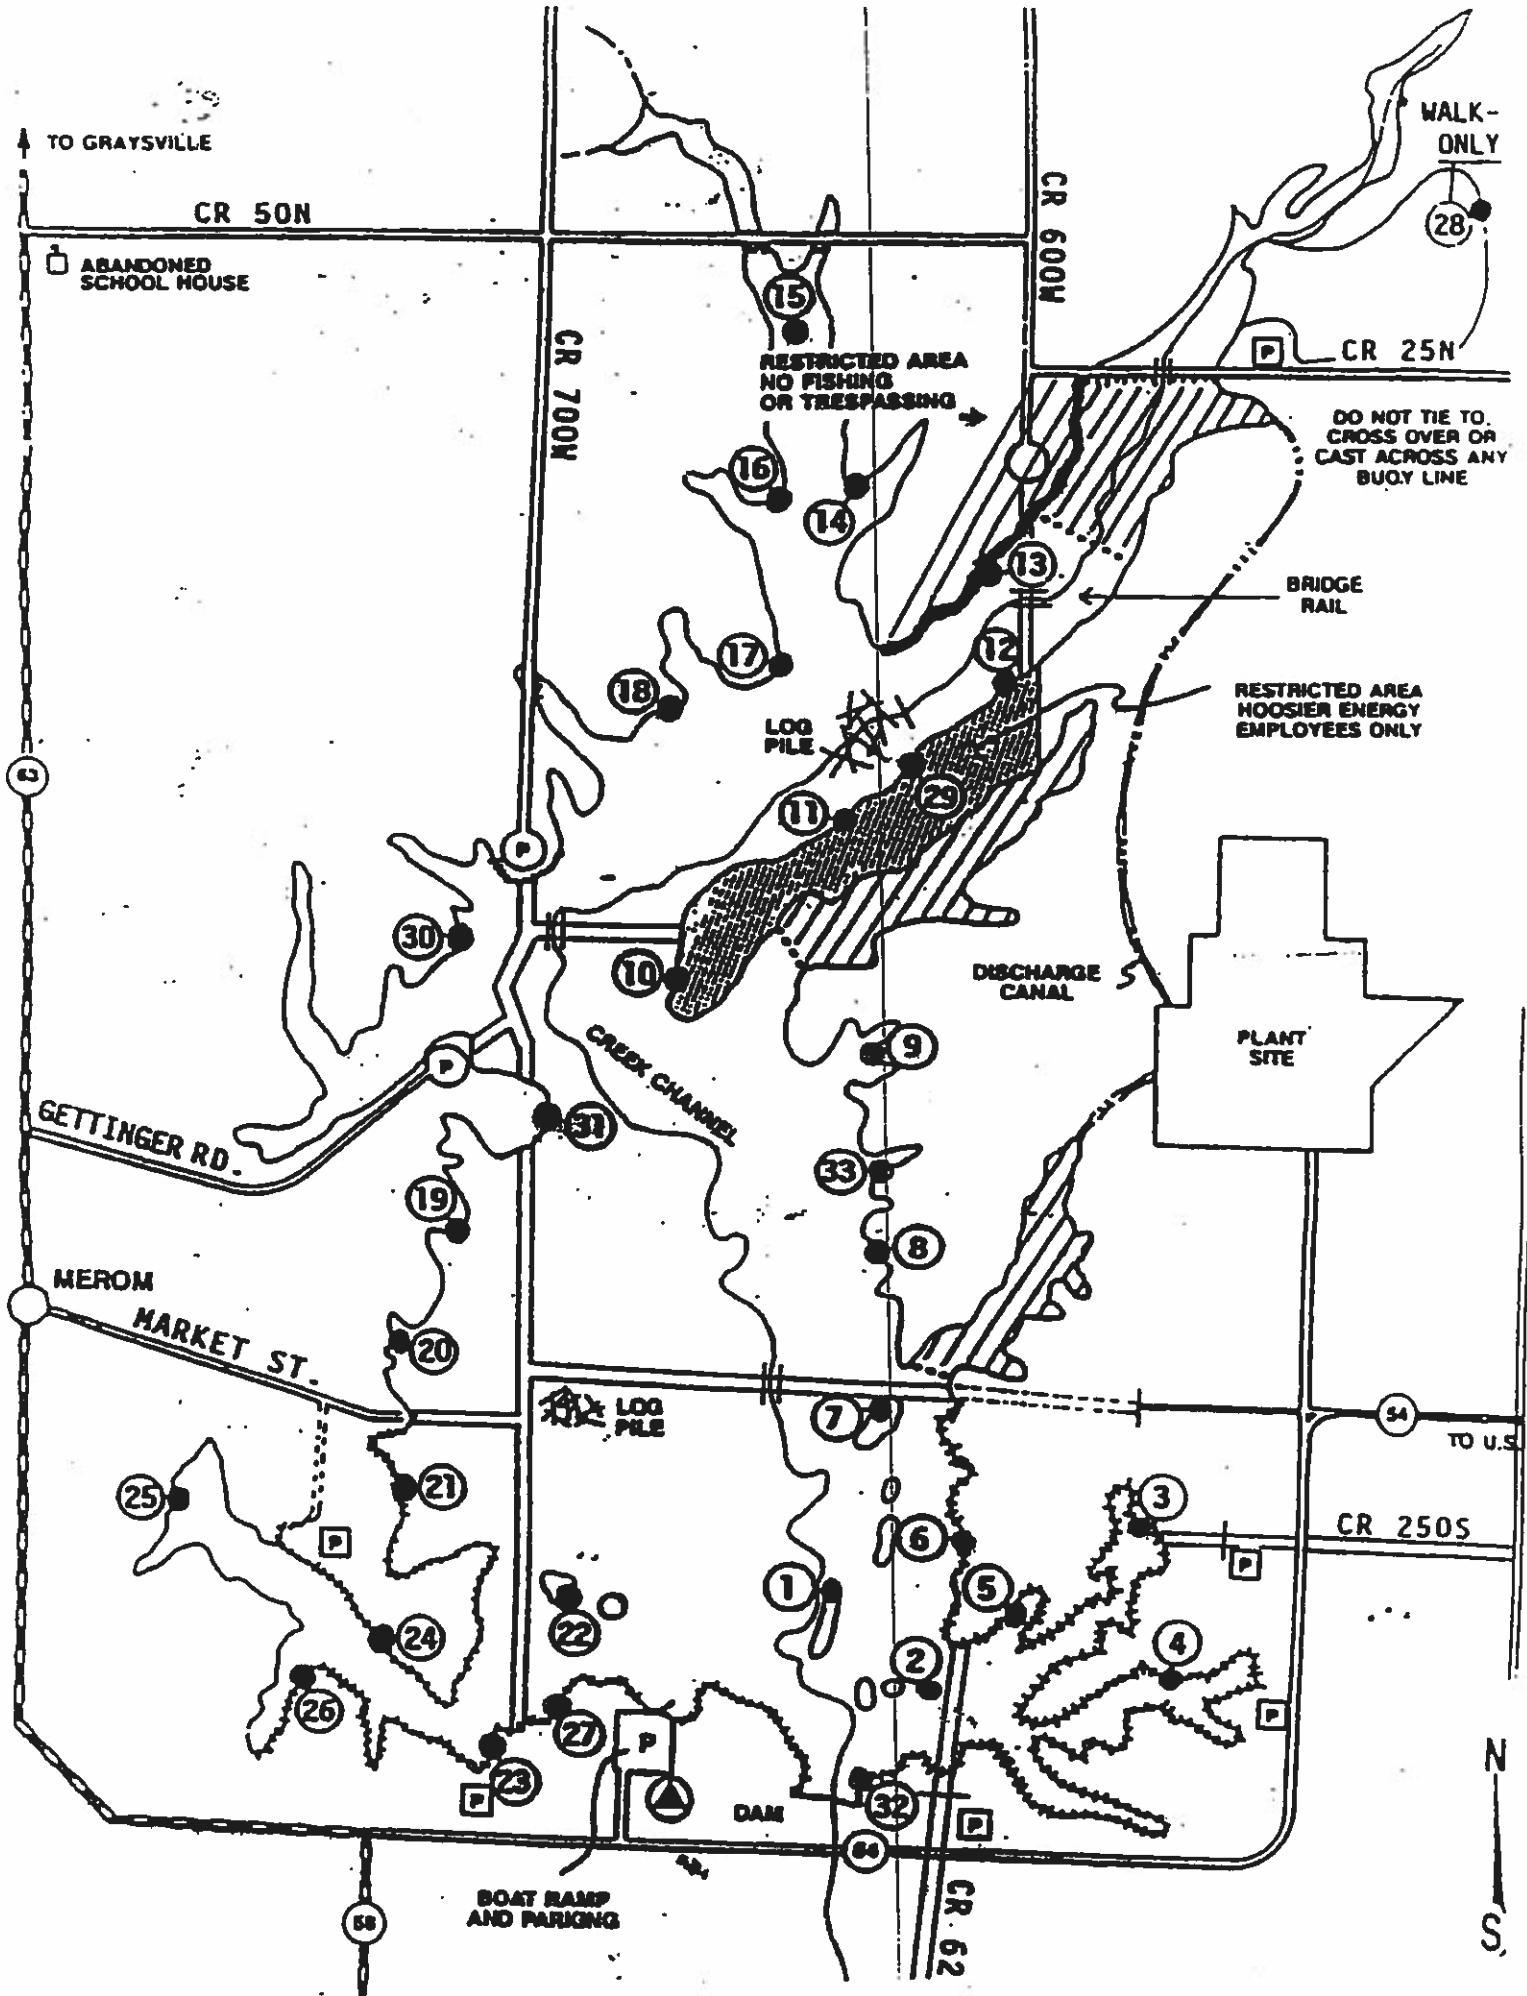 WALK-
ONLY
TO GRAYSVILLE
CR 50N
CR 600W
28
ABANDONED
SCHOOL HOUSE
15
CR 700W
P
CR 25N
RESTRICTED AREA
NO FISHING
OR TRESPASSING
DO NOT TIE TO.
CROSS OVER OR
CAST ACROSS ANY
BUOY LINE
16
14
13
BRIDGE
RAIL
12
17
18
RESTRICTED AREA
HOOSIER ENERGY
EMPLOYEES ONLY
LOG
PILE
63
29
11
P
30
10
DISCHARGE
CANAL
CREEK CHANNEL
PLANT
SITE
9
P
GETTINGER RD.
31
33
19
8
MEROM
MARKET ST.
20
LOG
PILE
7
54
TO U.S.
21
25
3
CR 250S
P
6
P
1
5
22
24
4
2
26
27
P
P
N
23
P
DAM
32
P
54
BOAT RAMP
AND PARKING
CR 62
58
S